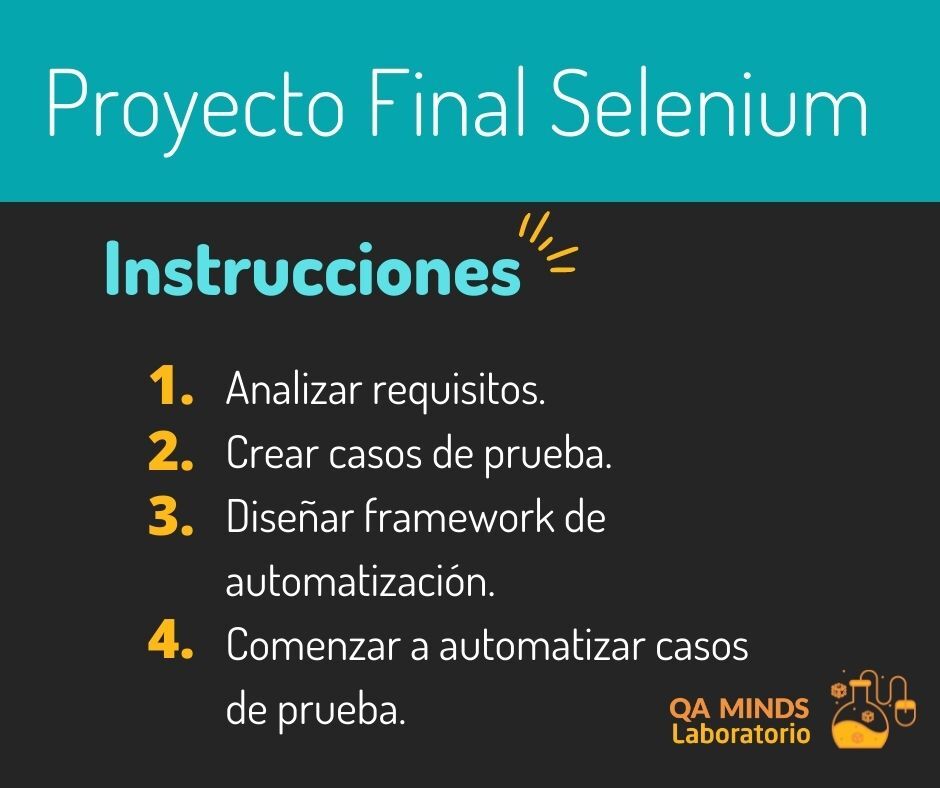 Proyecto Final Selenium
Instrucciones
1. Analizar requisitos.
2. Crear casos de prueba.
3. Diseñar framework de
automatización.
4. Comenzar a automatizar casos
de prueba.
QA MINDS
Laboratorio